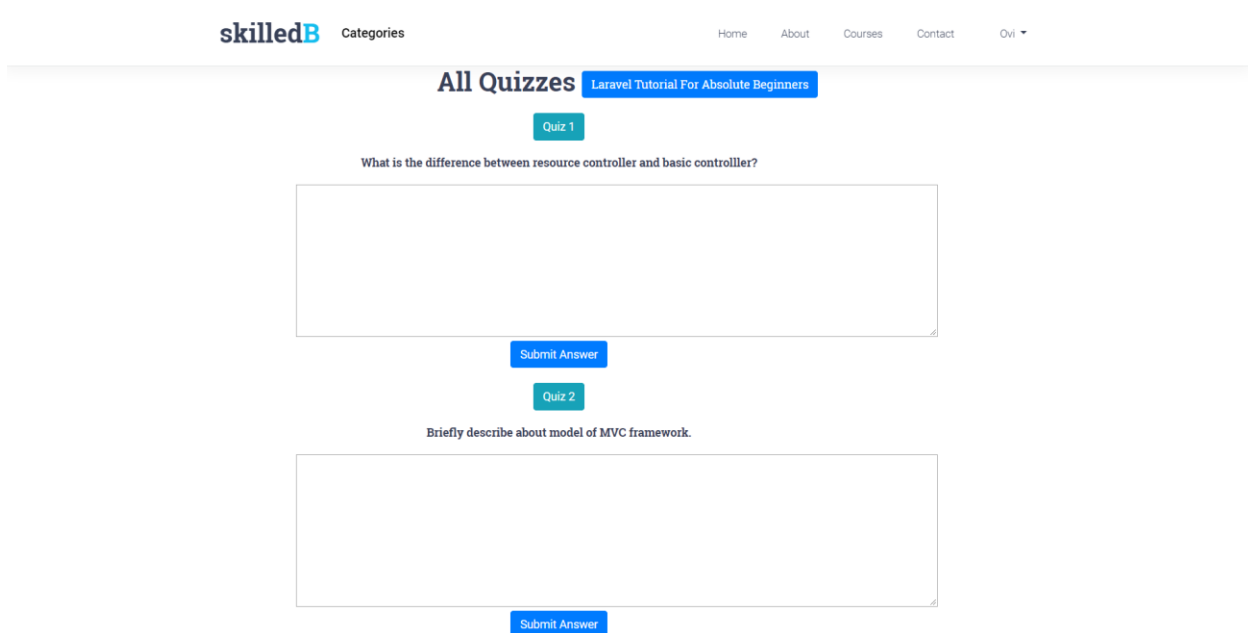 skilledB Categories Home About Courses Contact Ovi
All Quizzes Laravel Tutorial For Absolute Beginners
Quiz 1
What is the difference between resource controller and basic controlller?
Submit Answer
Quiz 2
Briefly describe about model of MVC framework.
Submit Answer